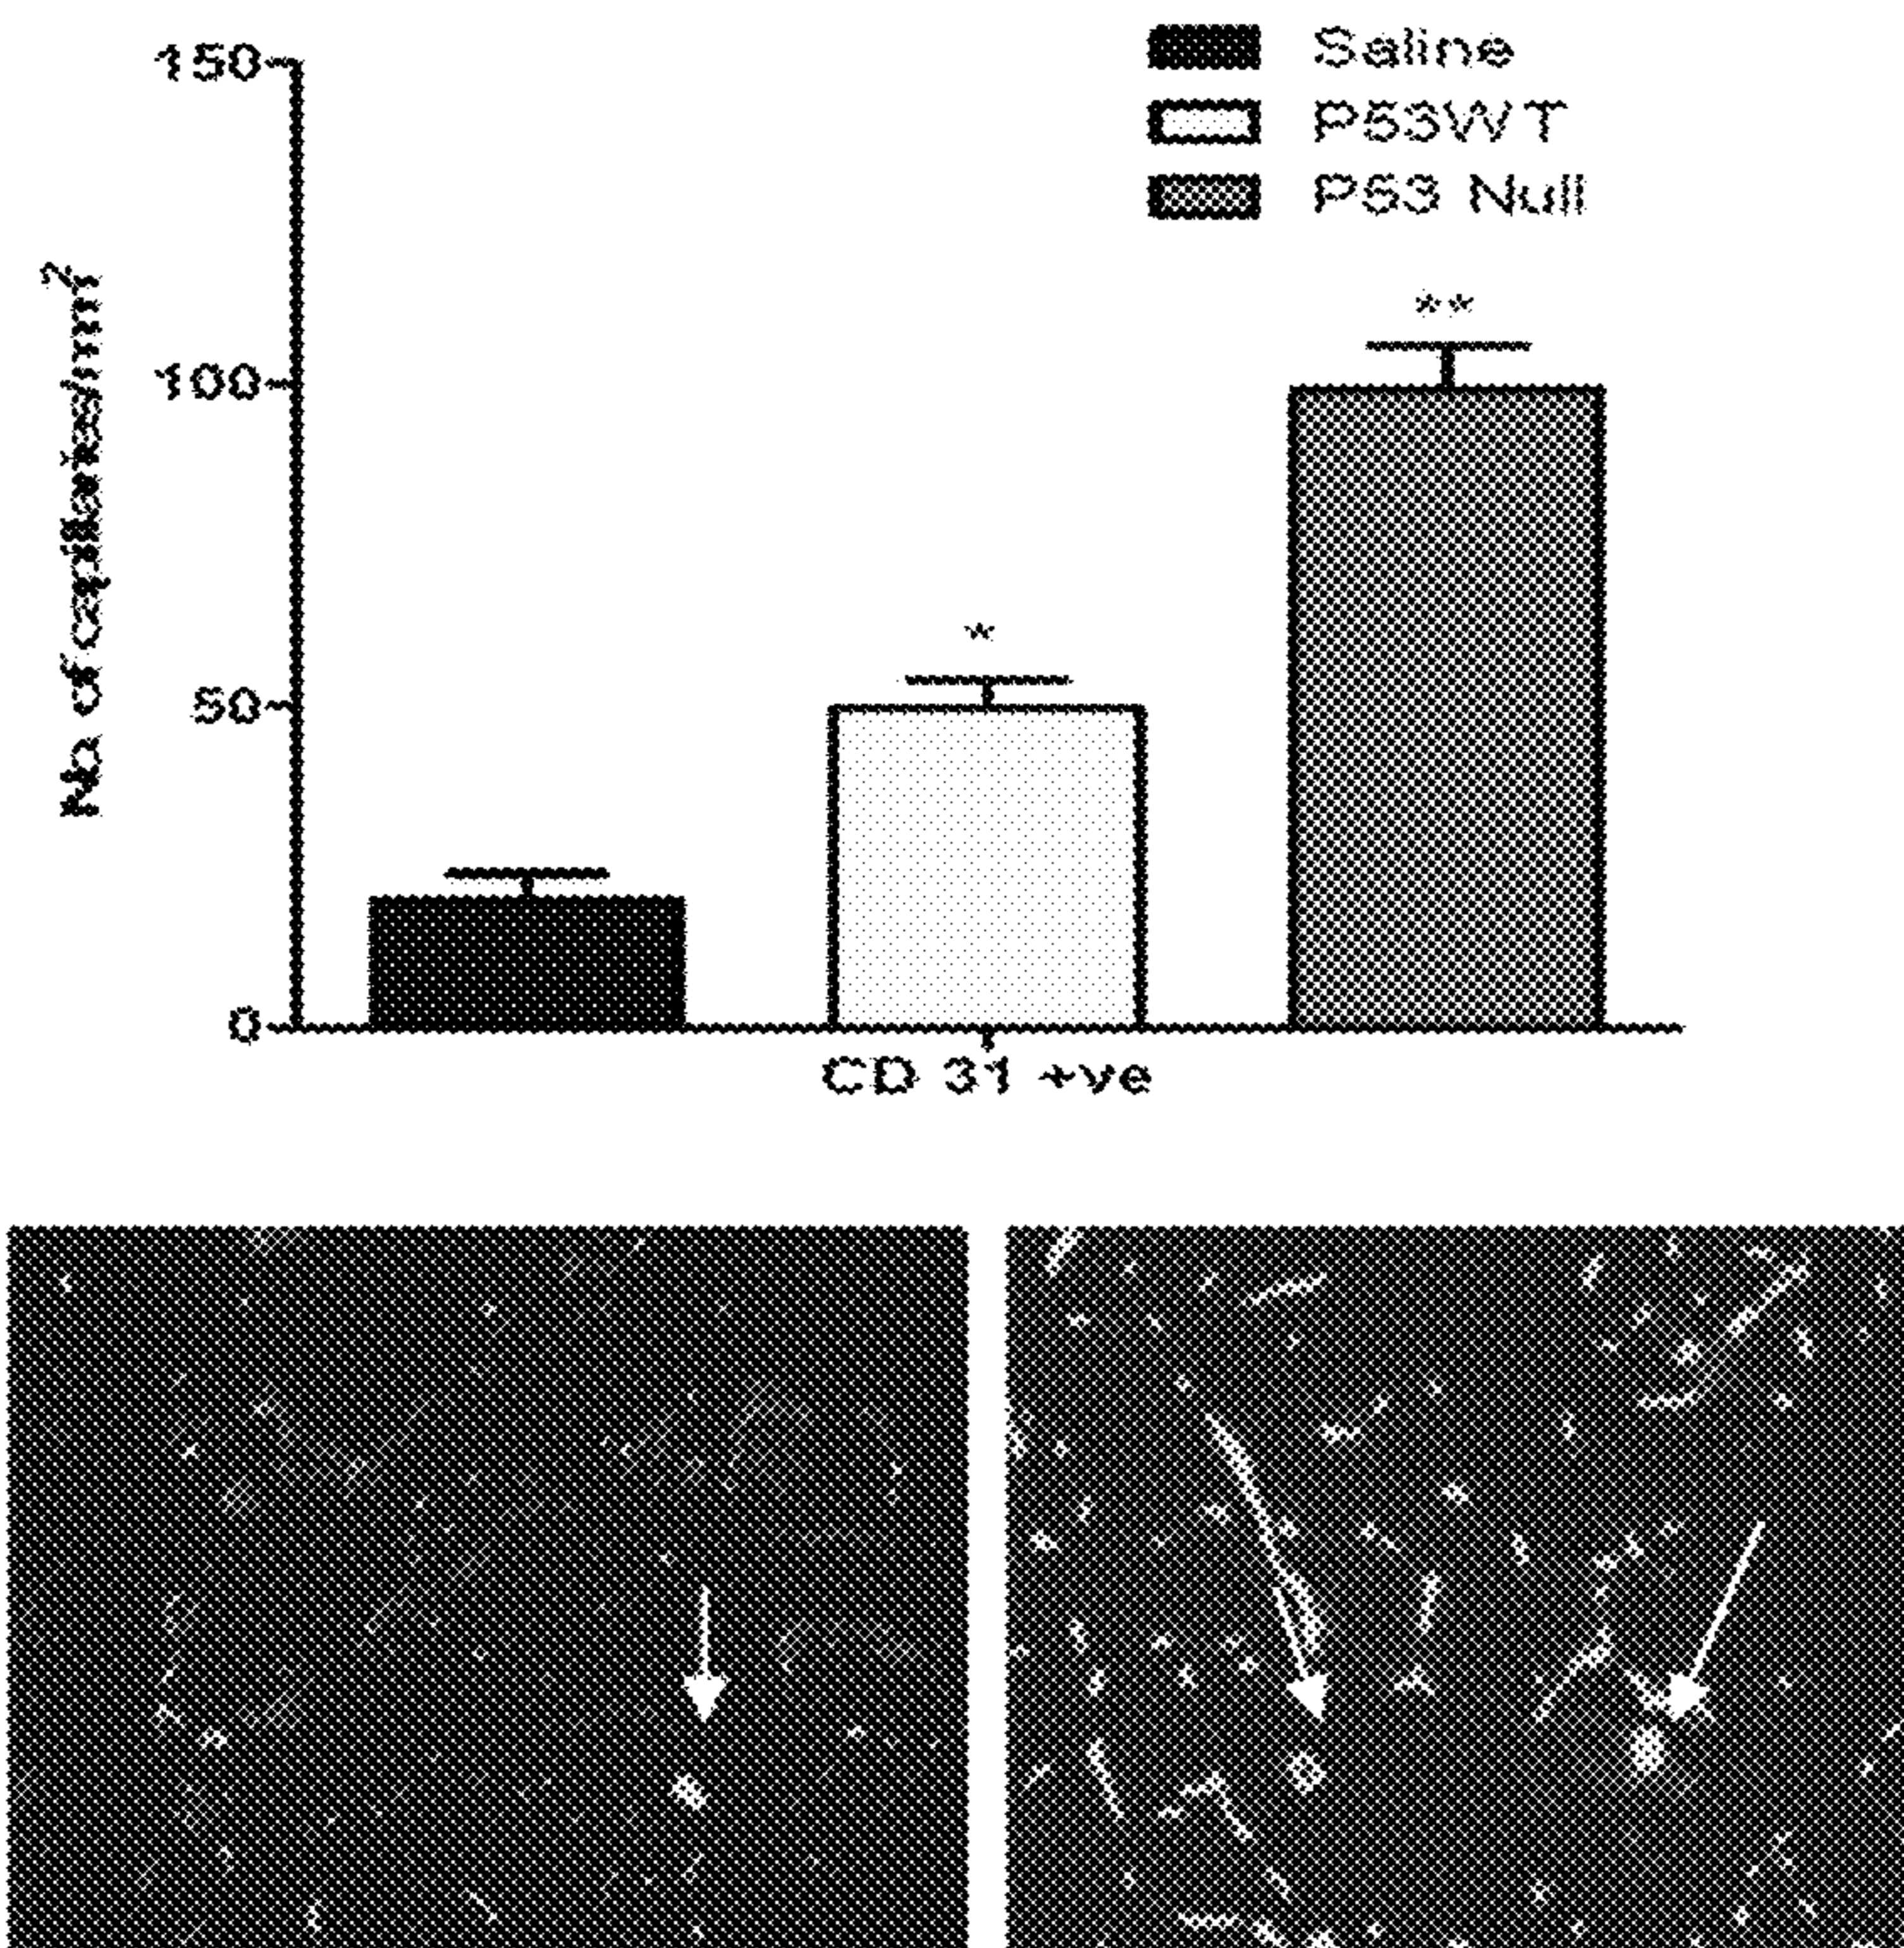 Saline
P53WT
P53 Null
No. of capillaries/mm²
150
100
50
0
*
**
CD 31 +ve